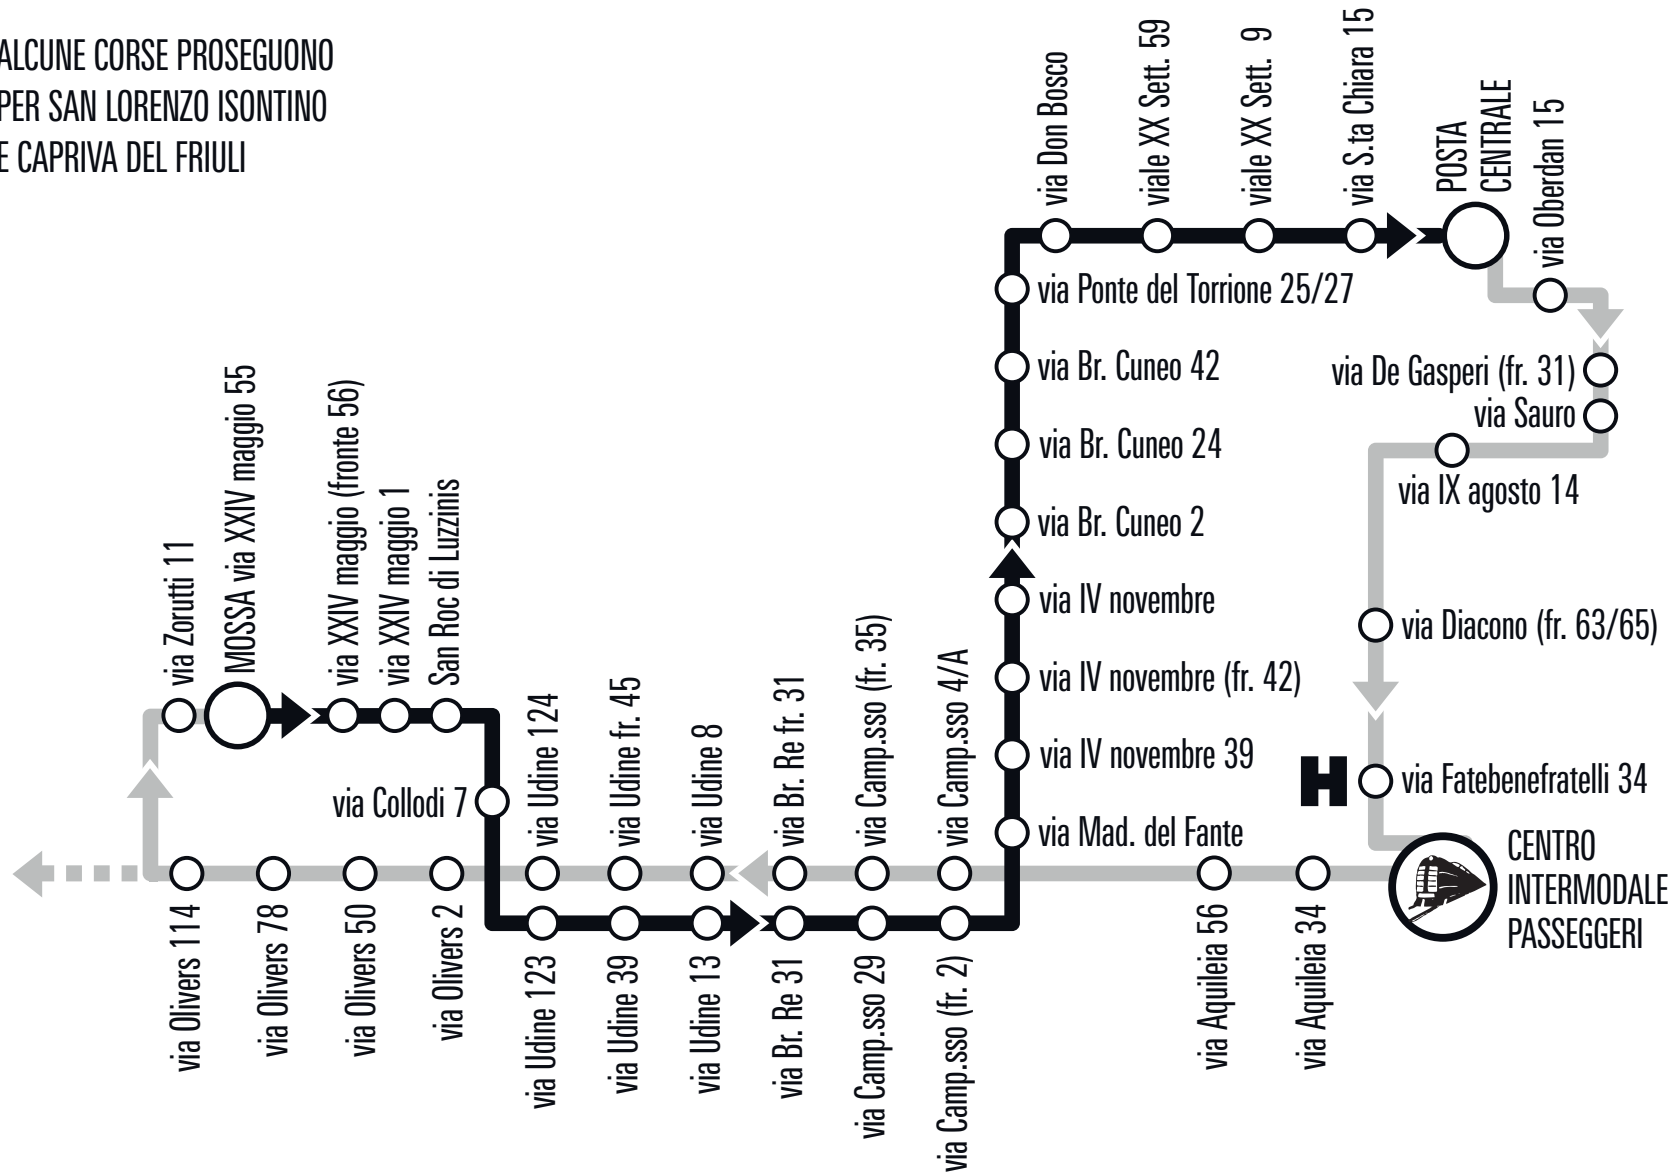 ALCUNE CORSE PROSEGUONO
PER SAN LORENZO ISONTINO
E CAPRIVA DEL FRIULI
via Don Bosco
viale XX Sett. 59
viale XX Sett. 9
via S.ta Chiara 15
POSTA
CENTRALE
via Oberdan 15
via Ponte del Torrione 25/27
via Br. Cuneo 42
via Br. Cuneo 24
via Br. Cuneo 2
via IV novembre
via IV novembre (fr. 42)
via IV novembre 39
via Mad. del Fante
via De Gasperi (fr. 31)
via Sauro
via IX agosto 14
via Diacono (fr. 63/65)
H
via Fatebenefratelli 34
CENTRO
INTERMODALE
PASSEGGERI
via Zorutti 11
MOSSA via XXIV maggio 55
via XXIV maggio (fronte 56)
via XXIV maggio 1
San Roc di Luzzinis
via Collodi 7
via Udine 124
via Udine fr. 45
via Udine 8
via Br. Re fr. 31
via Camp.sso (fr. 35)
via Camp.sso 4/A
via Olivers 114
via Olivers 78
via Olivers 50
via Olivers 2
via Udine 123
via Udine 39
via Udine 13
via Br. Re 31
via Camp.sso 29
via Camp.sso (fr. 2)
via Aquileia 56
via Aquileia 34